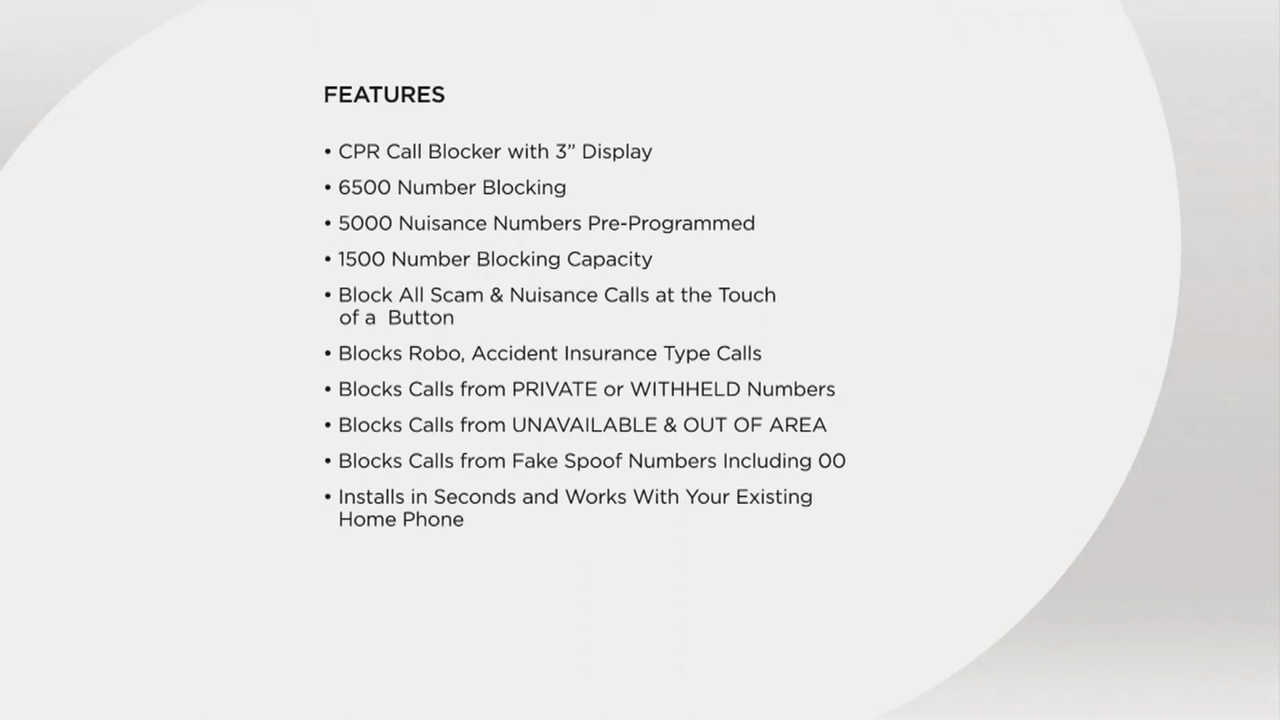 FEATURES
• CPR Call Blocker with 3” Display
• 6500 Number Blocking
• 5000 Nuisance Numbers Pre-Programmed
• 1500 Number Blocking Capacity
• Block All Scam & Nuisance Calls at the Touch
of a  Button
• Blocks Robo, Accident Insurance Type Calls
• Blocks Calls from PRIVATE or WITHHELD Numbers
• Blocks Calls from UNAVAILABLE & OUT OF AREA
• Blocks Calls from Fake Spoof Numbers Including 00
• Installs in Seconds and Works With Your Existing
Home Phone